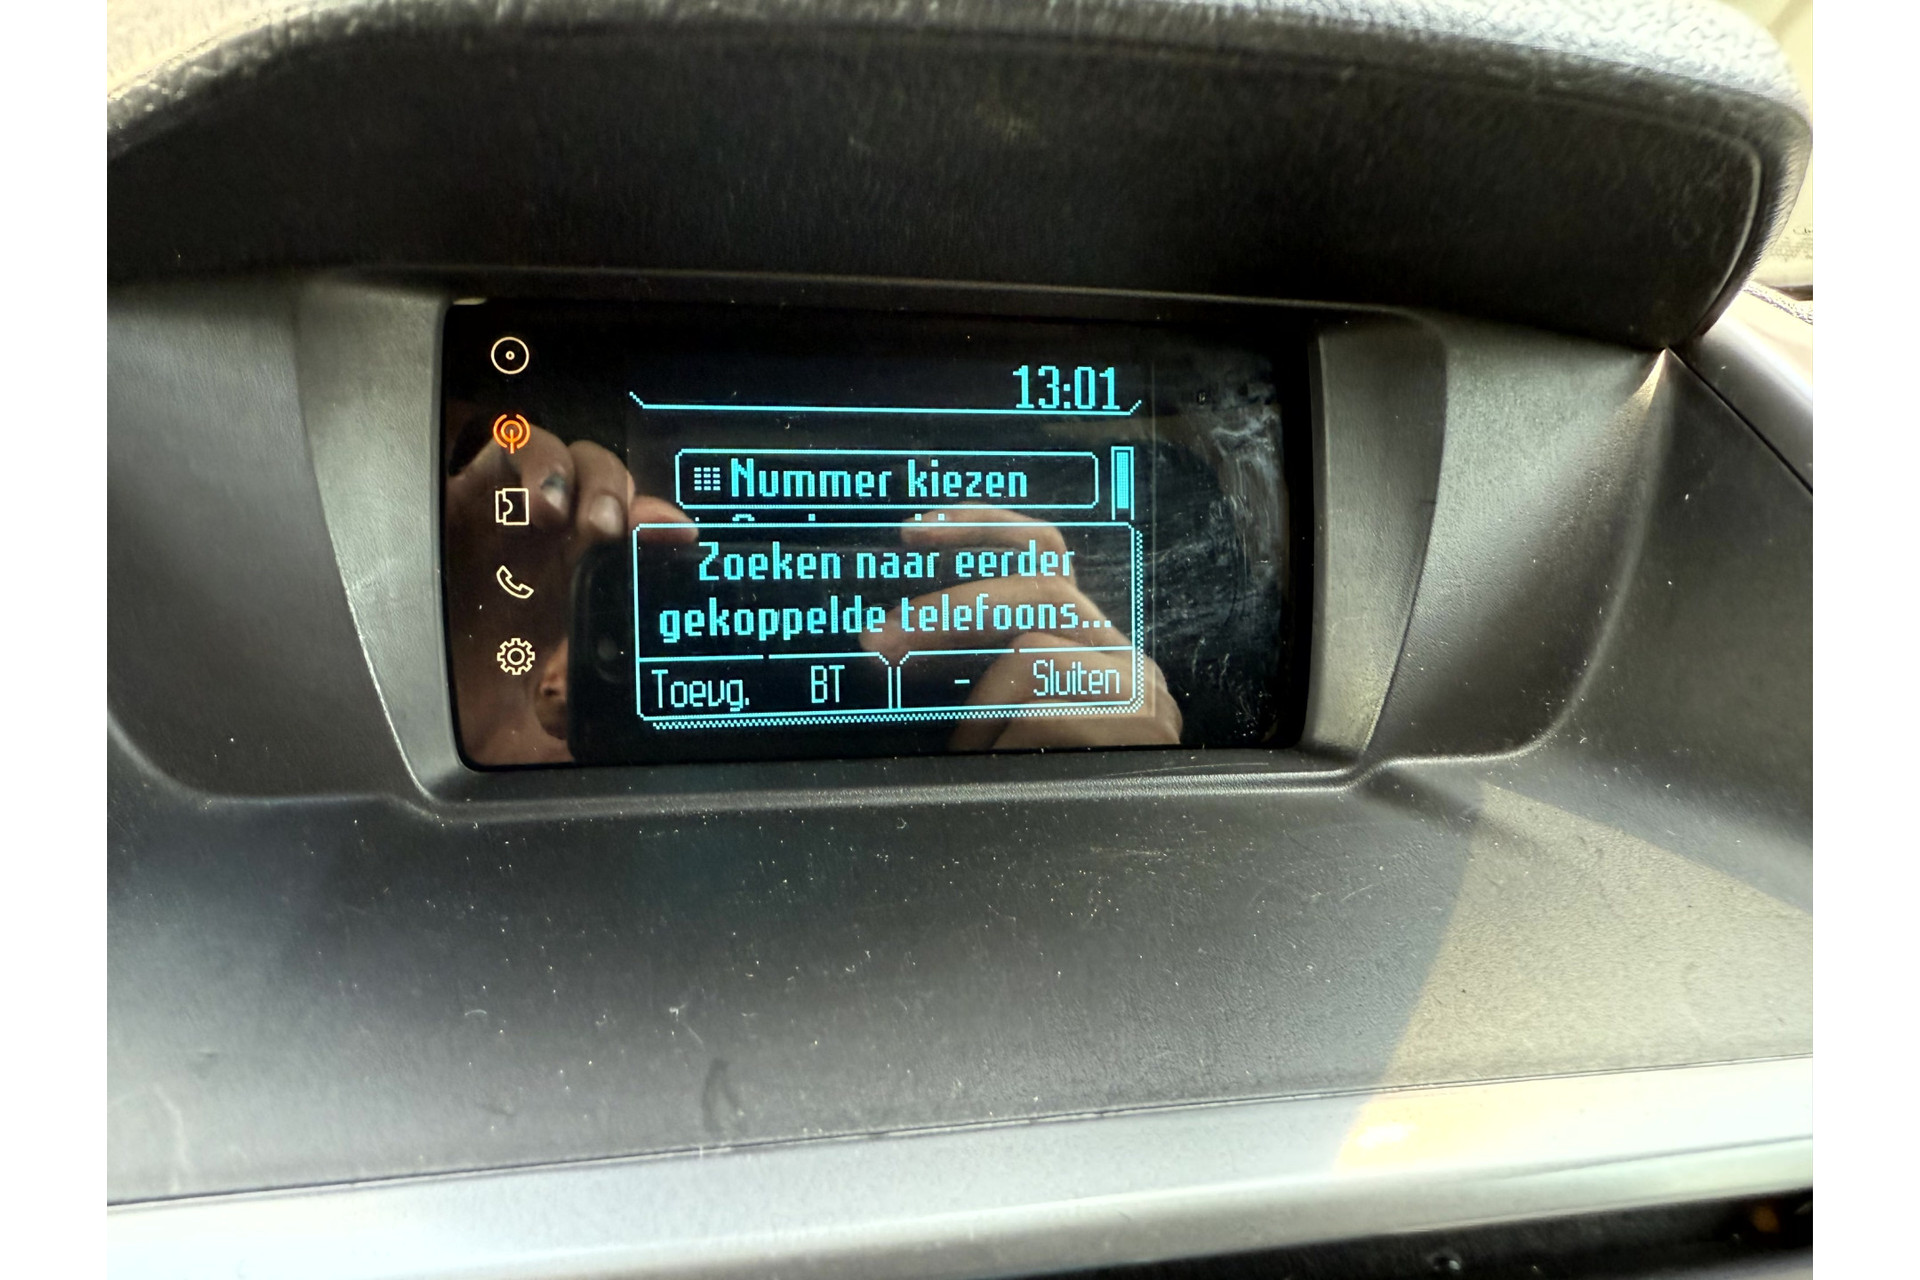 13:01
Nummer kiezen
Zoeken naar eerder
gekoppelde telefoons...
Toevg. BT - Sluiten